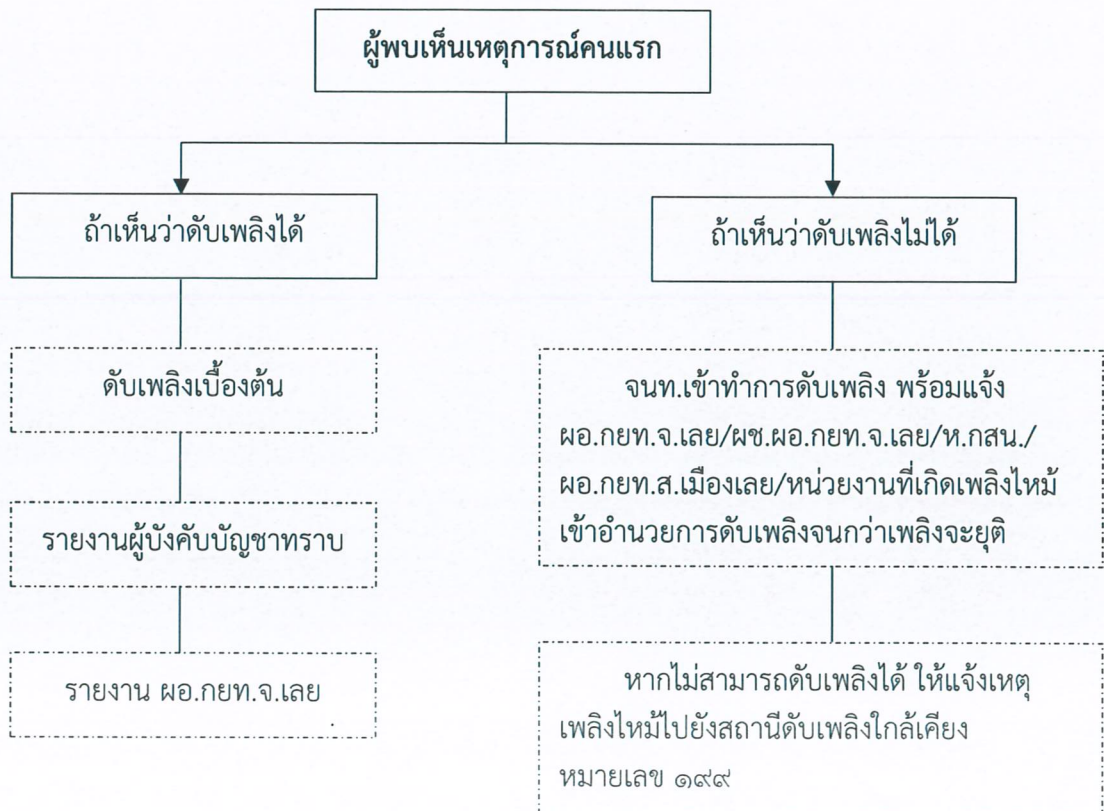 ผู้พบเห็นเหตุการณ์คนแรก
ถ้าเห็นว่าดับเพลิงได้
ดับเพลิงเบื้องต้น
รายงานผู้บังคับบัญชาทราบ
รายงาน ผอ.กยท.จ.เลย
ถ้าเห็นว่าดับเพลิงไม่ได้
จนท.เข้าทำการดับเพลิง พร้อมแจ้ง
ผอ.กยท.จ.เลย/ผช.ผอ.กยท.จ.เลย/ห.กสน./
ผอ.กยท.ส.เมืองเลย/หน่วยงานที่เกิดเพลิงไหม้
เข้าอำนวยการดับเพลิงจนกว่าเพลิงจะยุติ
หากไม่สามารถดับเพลิงได้ ให้แจ้งเหตุ
เพลิงไหม้ไปยังสถานีดับเพลิงใกล้เคียง
หมายเลข ๑๙๙